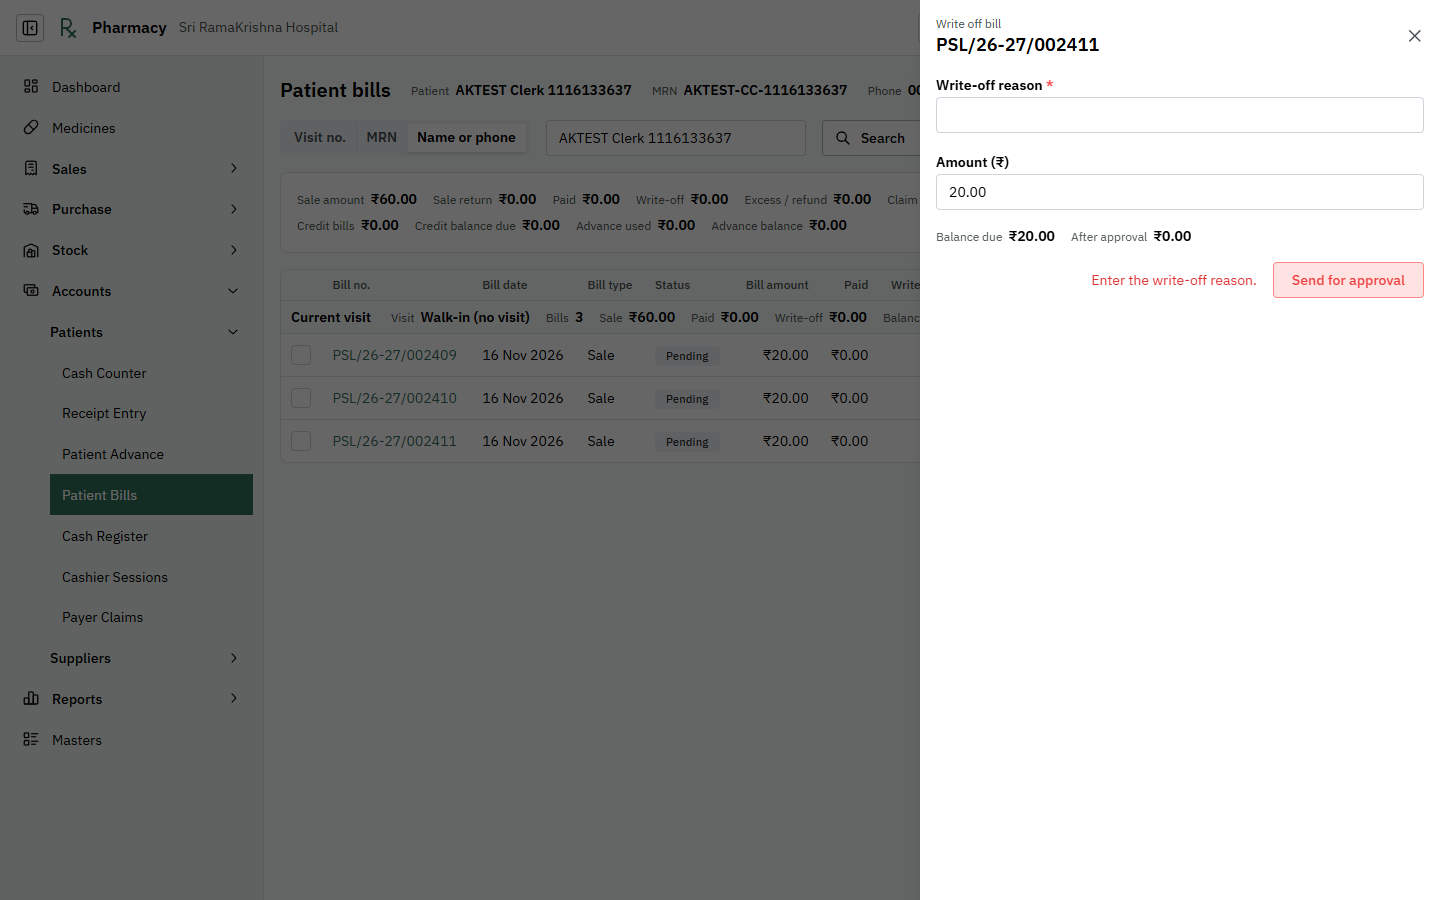 Pharmacy Sri RamaKrishna Hospital
Dashboard
Medicines
Sales
Purchase
Stock
Accounts
Patients
Cash Counter
Receipt Entry
Patient Advance
Patient Bills
Cash Register
Cashier Sessions
Payer Claims
Suppliers
Reports
Masters
Patient bills Patient AKTEST Clerk 1116133637 MRN AKTEST-CC-1116133637 Phone
Visit no. MRN Name or phone AKTEST Clerk 1116133637 Search
Sale amount ₹60.00 Sale return ₹0.00 Paid ₹0.00 Write-off ₹0.00 Excess / refund ₹0.00 Claim
Credit bills ₹0.00 Credit balance due ₹0.00 Advance used ₹0.00 Advance balance ₹0.00
Bill no. Bill date Bill type Status Bill amount Paid Write
Current visit Visit Walk-in (no visit) Bills 3 Sale ₹60.00 Paid ₹0.00 Write-off ₹0.00 Balanc
PSL/26-27/002409 16 Nov 2026 Sale Pending ₹20.00 ₹0.00
PSL/26-27/002410 16 Nov 2026 Sale Pending ₹20.00 ₹0.00
PSL/26-27/002411 16 Nov 2026 Sale Pending ₹20.00 ₹0.00
Write off bill
PSL/26-27/002411
Write-off reason *
Amount (₹)
20.00
Balance due ₹20.00 After approval ₹0.00
Enter the write-off reason. Send for approval